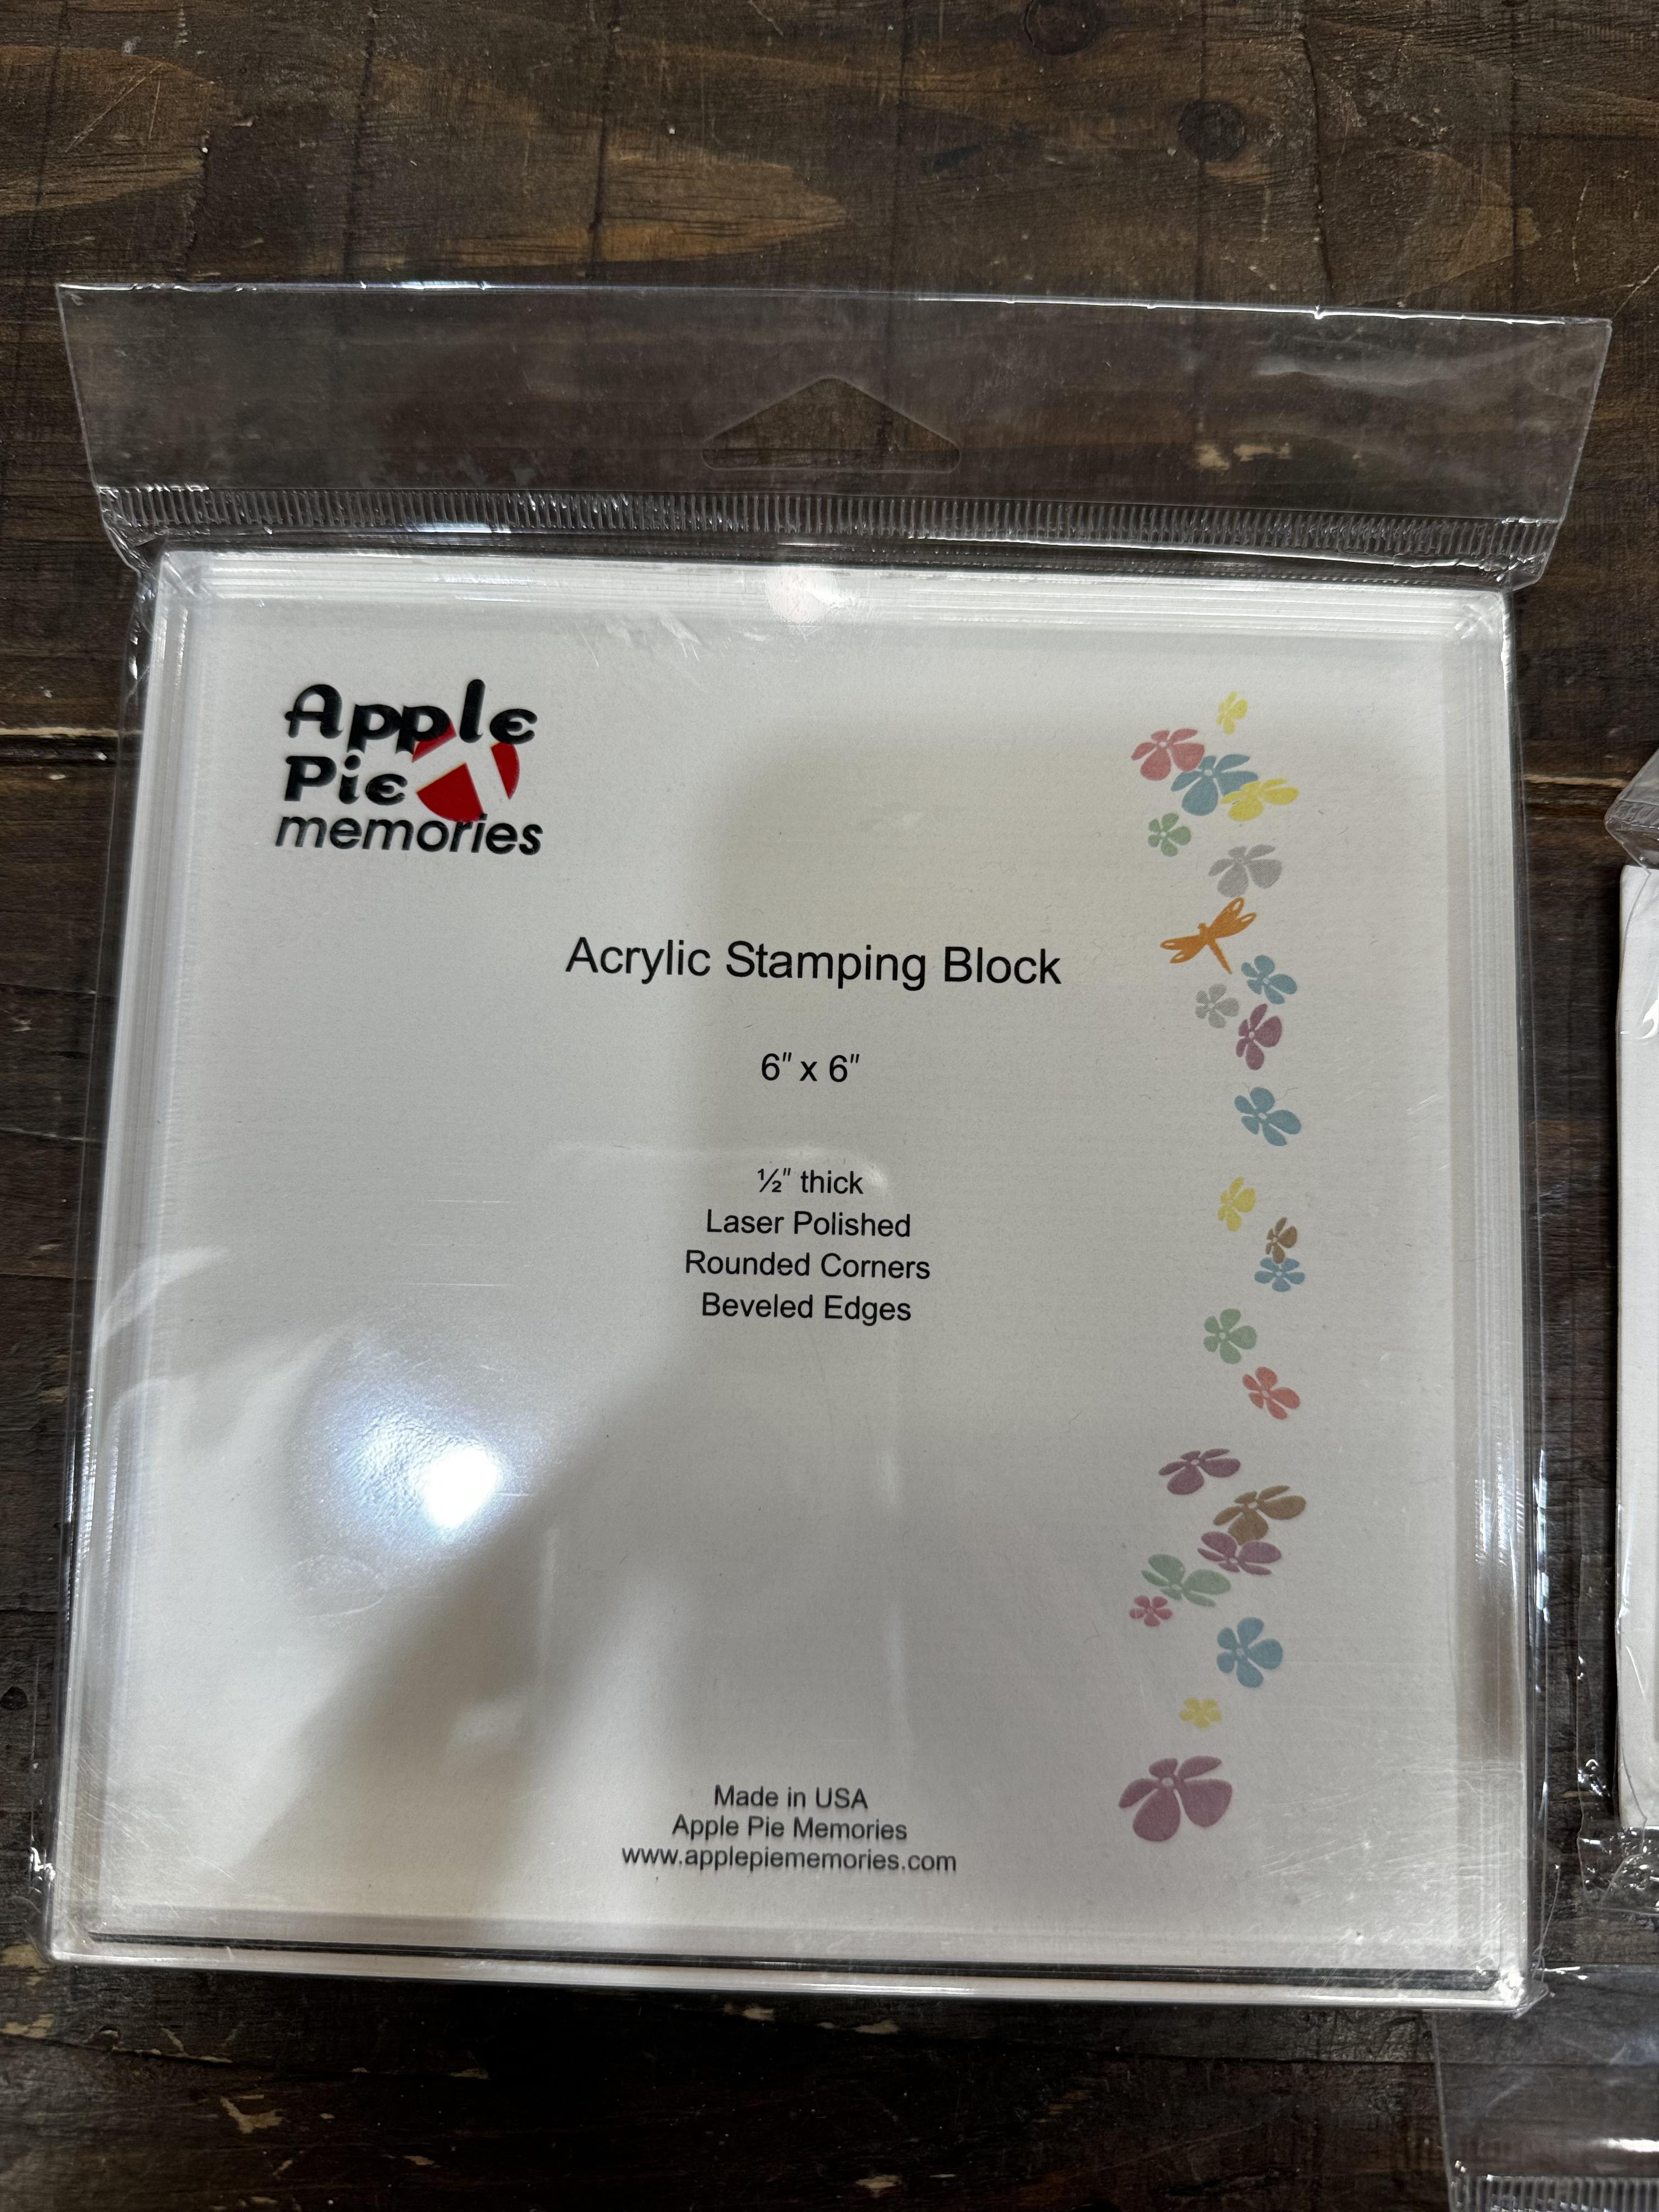 Apple
Pie
memories
Acrylic Stamping Block
6" x 6"
½" thick
Laser Polished
Rounded Corners
Beveled Edges
Made in USA
Apple Pie Memories
www.applepiememories.com